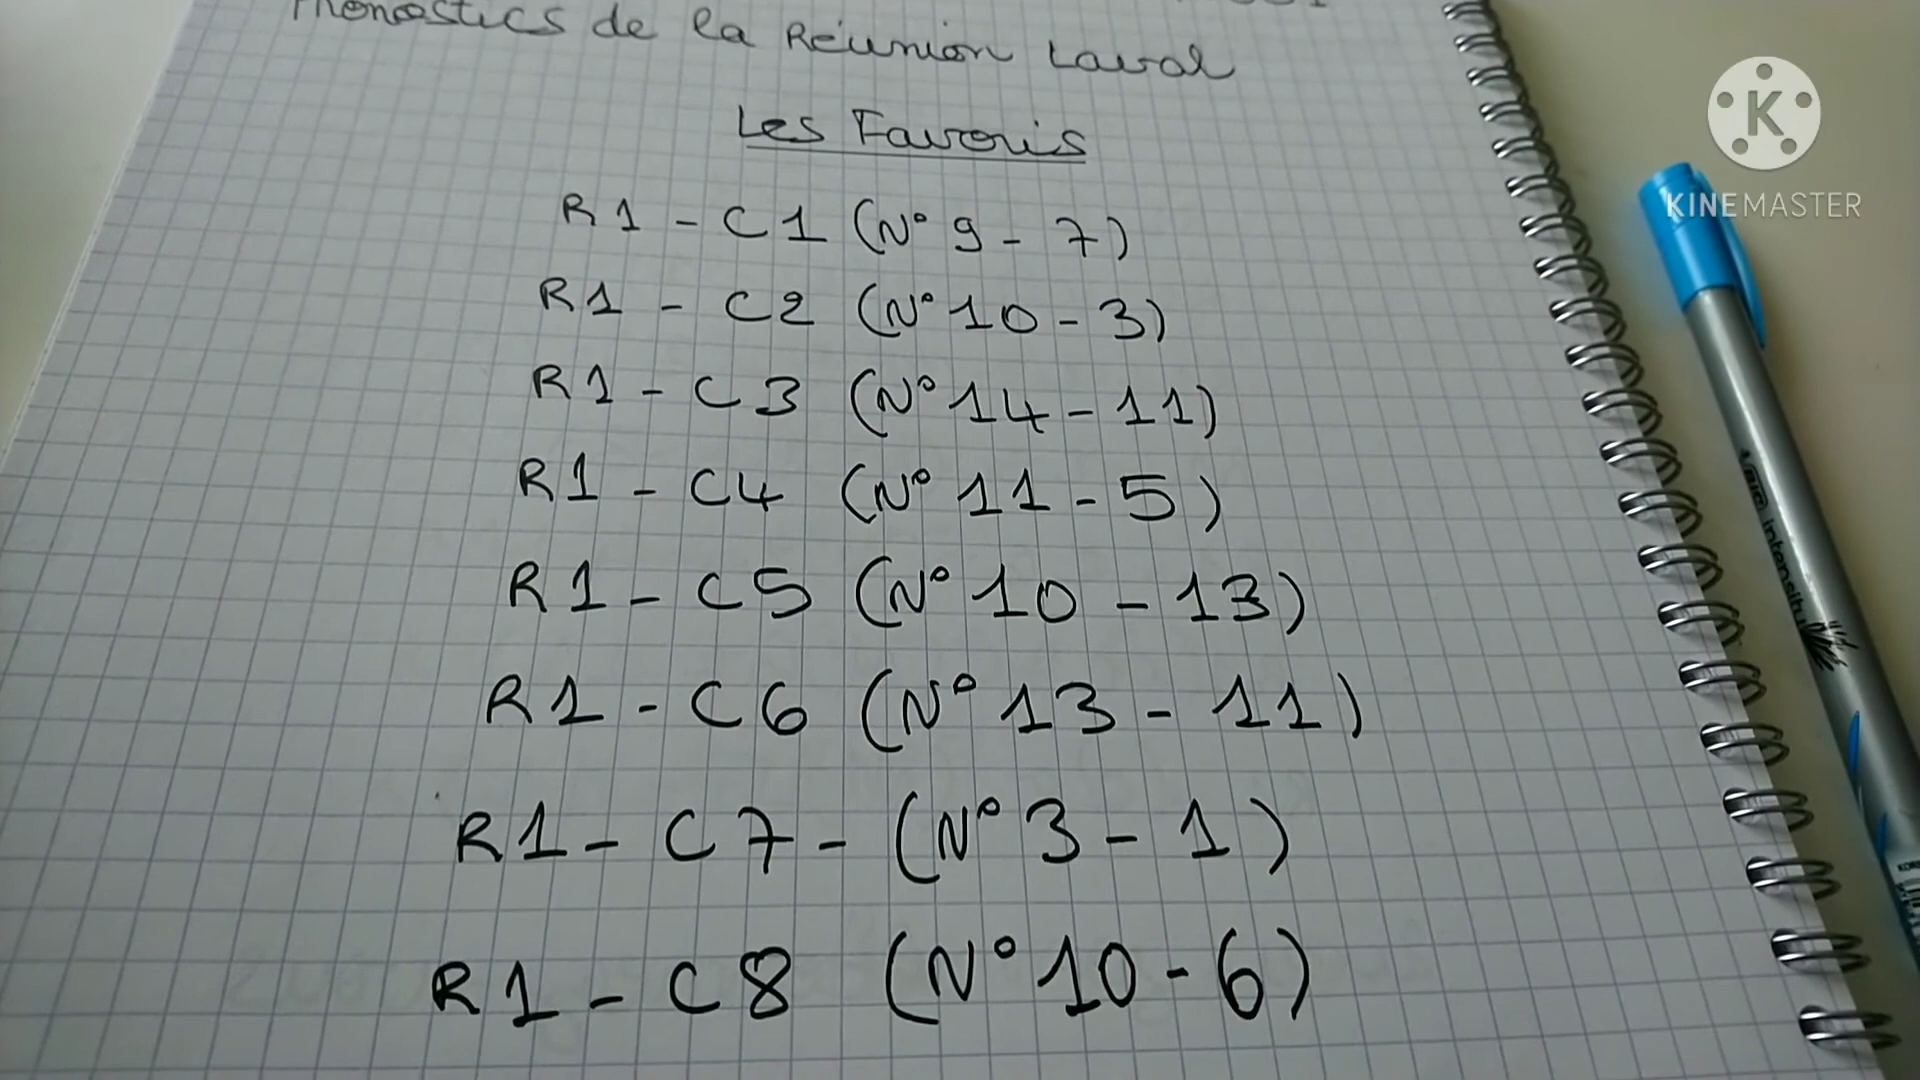 Pronostics de la Réunion Laval
Les Favoris
R1 - C1 (N° 9 - 7)
R1 - C2 (N° 10 - 3)
R1 - C3 (N° 14 - 11)
R1 - C4 (N° 11 - 5)
R1 - C5 (N° 10 - 13)
R1 - C6 (N° 13 - 11)
R1 - C7 - (N° 3 - 1)
R1 - C8 (N° 10 - 6)
K
KINEMASTER
intensity